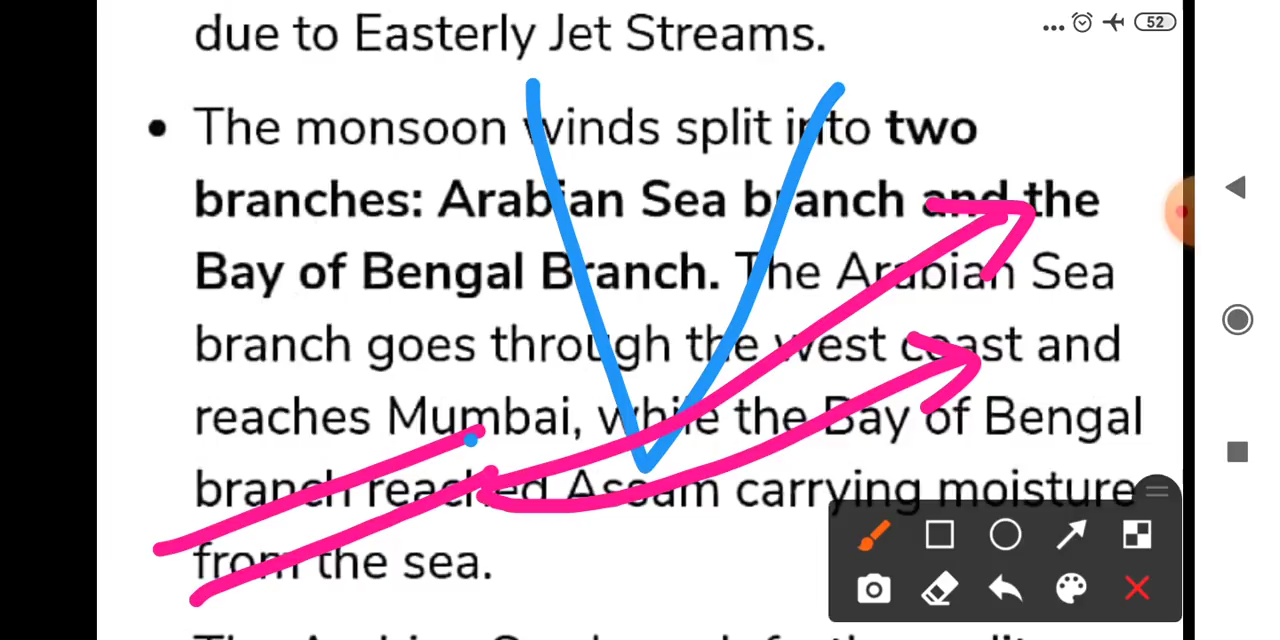 due to Easterly Jet Streams.
52
• The monsoon winds split into two
branches: Arabian Sea branch and the
Bay of Bengal Branch. The Arabian Sea
branch goes through the west coast and
reaches Mumbai, while the Bay of Bengal
branch reached Assam carrying moisture
from the sea.